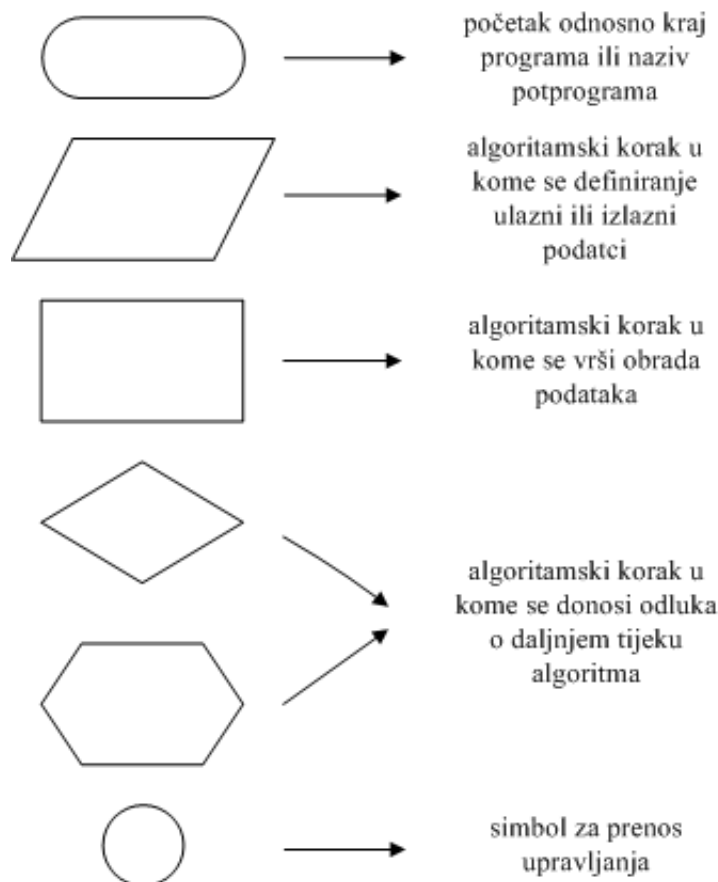 početak odnosno kraj
programa ili naziv
potprograma
algoritamski korak u
kome se definiranje
ulazni ili izlazni
podatci
algoritamski korak u
kome se vrši obrada
podataka
algoritamski korak u
kome se donosi odluka
o daljnjem tijeku
algoritma
simbol za prenos
upravljanja